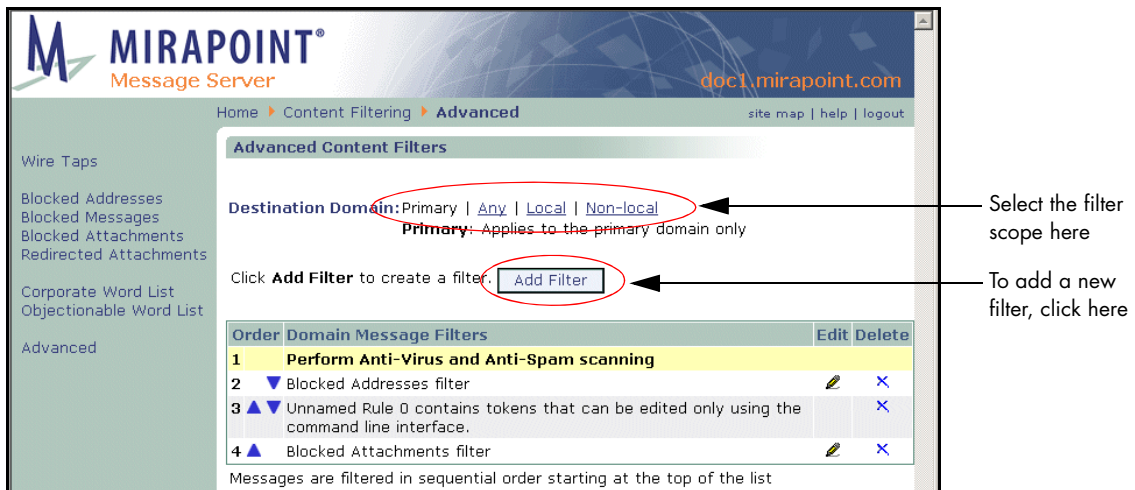 MIRAPOINT®
Message Server
doc1.mirapoint.com
Home Content Filtering Advanced
site map | help | logout
Wire Taps
Blocked Addresses
Blocked Messages
Blocked Attachments
Redirected Attachments
Corporate Word List
Objectionable Word List
Advanced
Advanced Content Filters
Destination Domain: Primary | Any | Local | Non-local
Primary: Applies to the primary domain only
Click Add Filter to create a filter. Add Filter
Order Domain Message Filters Edit Delete
1 Perform Anti-Virus and Anti-Spam scanning
2 Blocked Addresses filter
3 Unnamed Rule 0 contains tokens that can be edited only using the
command line interface.
4 Blocked Attachments filter
Messages are filtered in sequential order starting at the top of the list
Select the filter
scope here
To add a new
filter, click here